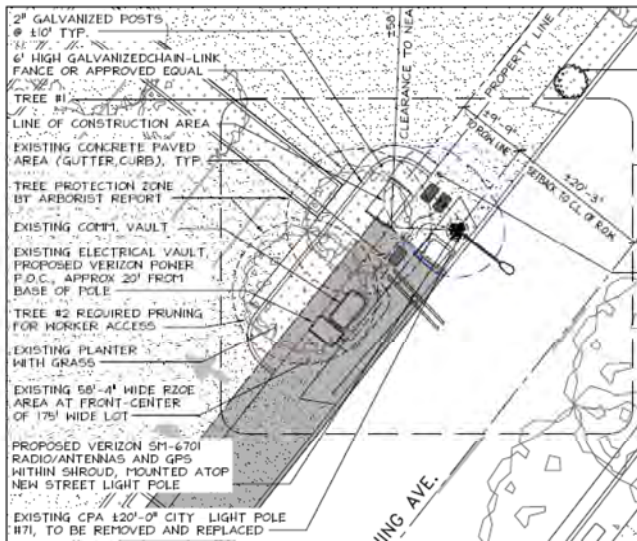 2" GALVANIZED POSTS
@ ±10' TYP.
6' HIGH GALVANIZEDCHAIN-LINK
FENCE OR APPROVED EQUAL
TREE #1
LINE OF CONSTRUCTION AREA
EXISTING CONCRETE PAVED
AREA (GUTTER,CURB), TYP.
TREE PROTECTION ZONE
BY ARBORIST REPORT
EXISTING COMM. VAULT
EXISTING ELECTRICAL VAULT,
PROPOSED VERIZON POWER
P.O.C., APPROX 20' FROM
BASE OF POLE
TREE #2 REQUIRED PRUNING
FOR WORKER ACCESS
EXISTING PLANTER
WITH GRASS
EXISTING 58'-4" WIDE RZOE
AREA AT FRONT-CENTER
OF 175' WIDE LOT
PROPOSED VERIZON SM-6701
RADIO/ANTENNAS AND GPS
WITHIN SHROUD, MOUNTED ATOP
NEW STREET LIGHT POLE
EXISTING CPA ±20'-0" CITY LIGHT POLE
#71, TO BE REMOVED AND REPLACED
±58
CLEARANCE TO NEA
PROPERTY LINE
±9'-9"
TO ROW LINE
±20'-3"
SETBACK TO C.L. OF R.O.W.
NING AVE.